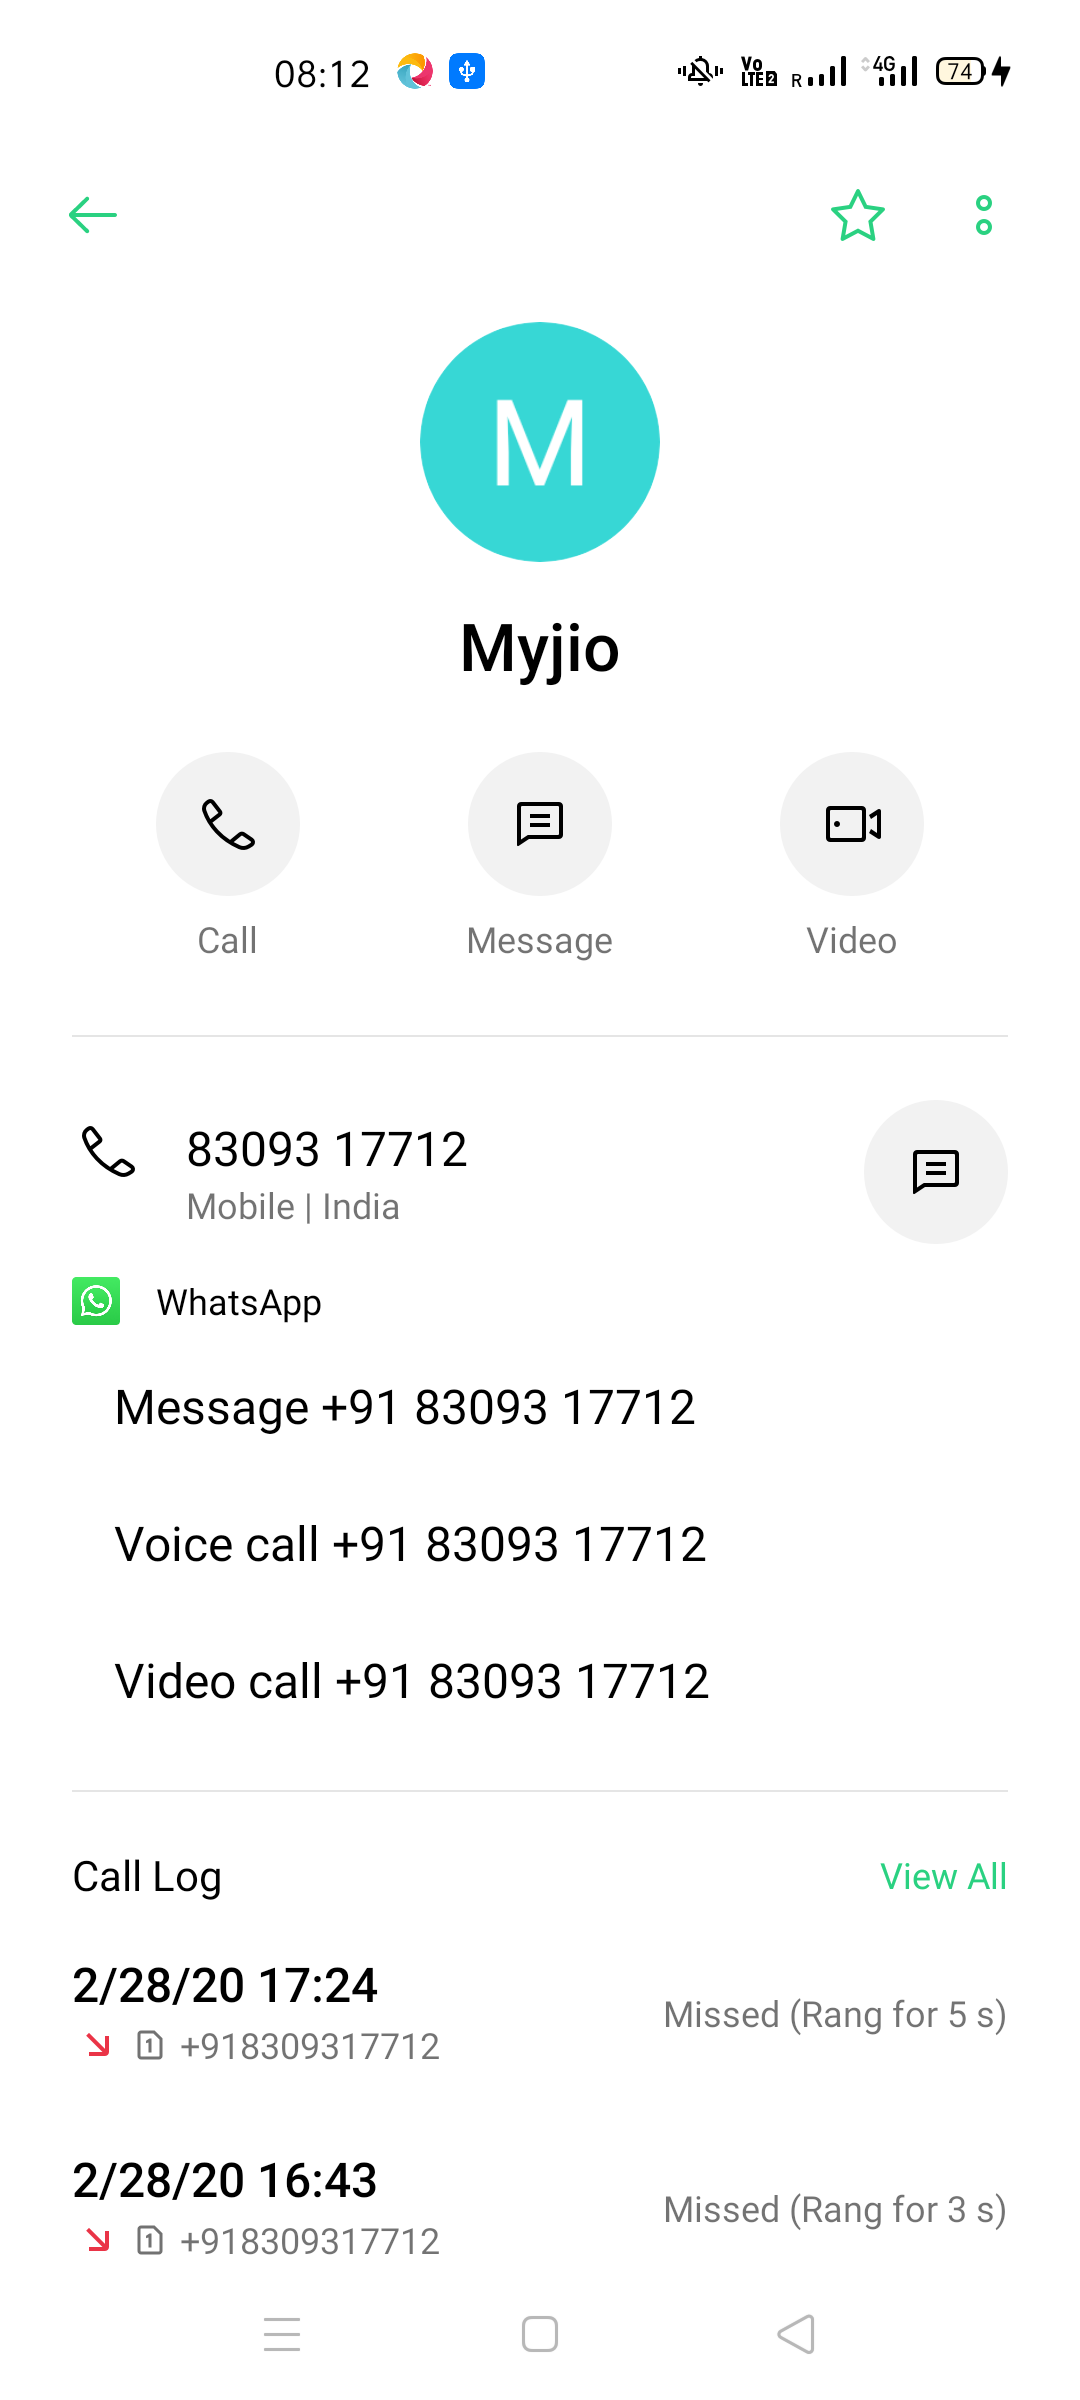 08:12
Vo LTE2 R 4G 74
M
Myjio
Call Message Video
83093 17712
Mobile | India
WhatsApp
Message +91 83093 17712
Voice call +91 83093 17712
Video call +91 83093 17712
Call Log View All
2/28/20 17:24
Missed (Rang for 5 s)
1 +918309317712
2/28/20 16:43
Missed (Rang for 3 s)
1 +918309317712